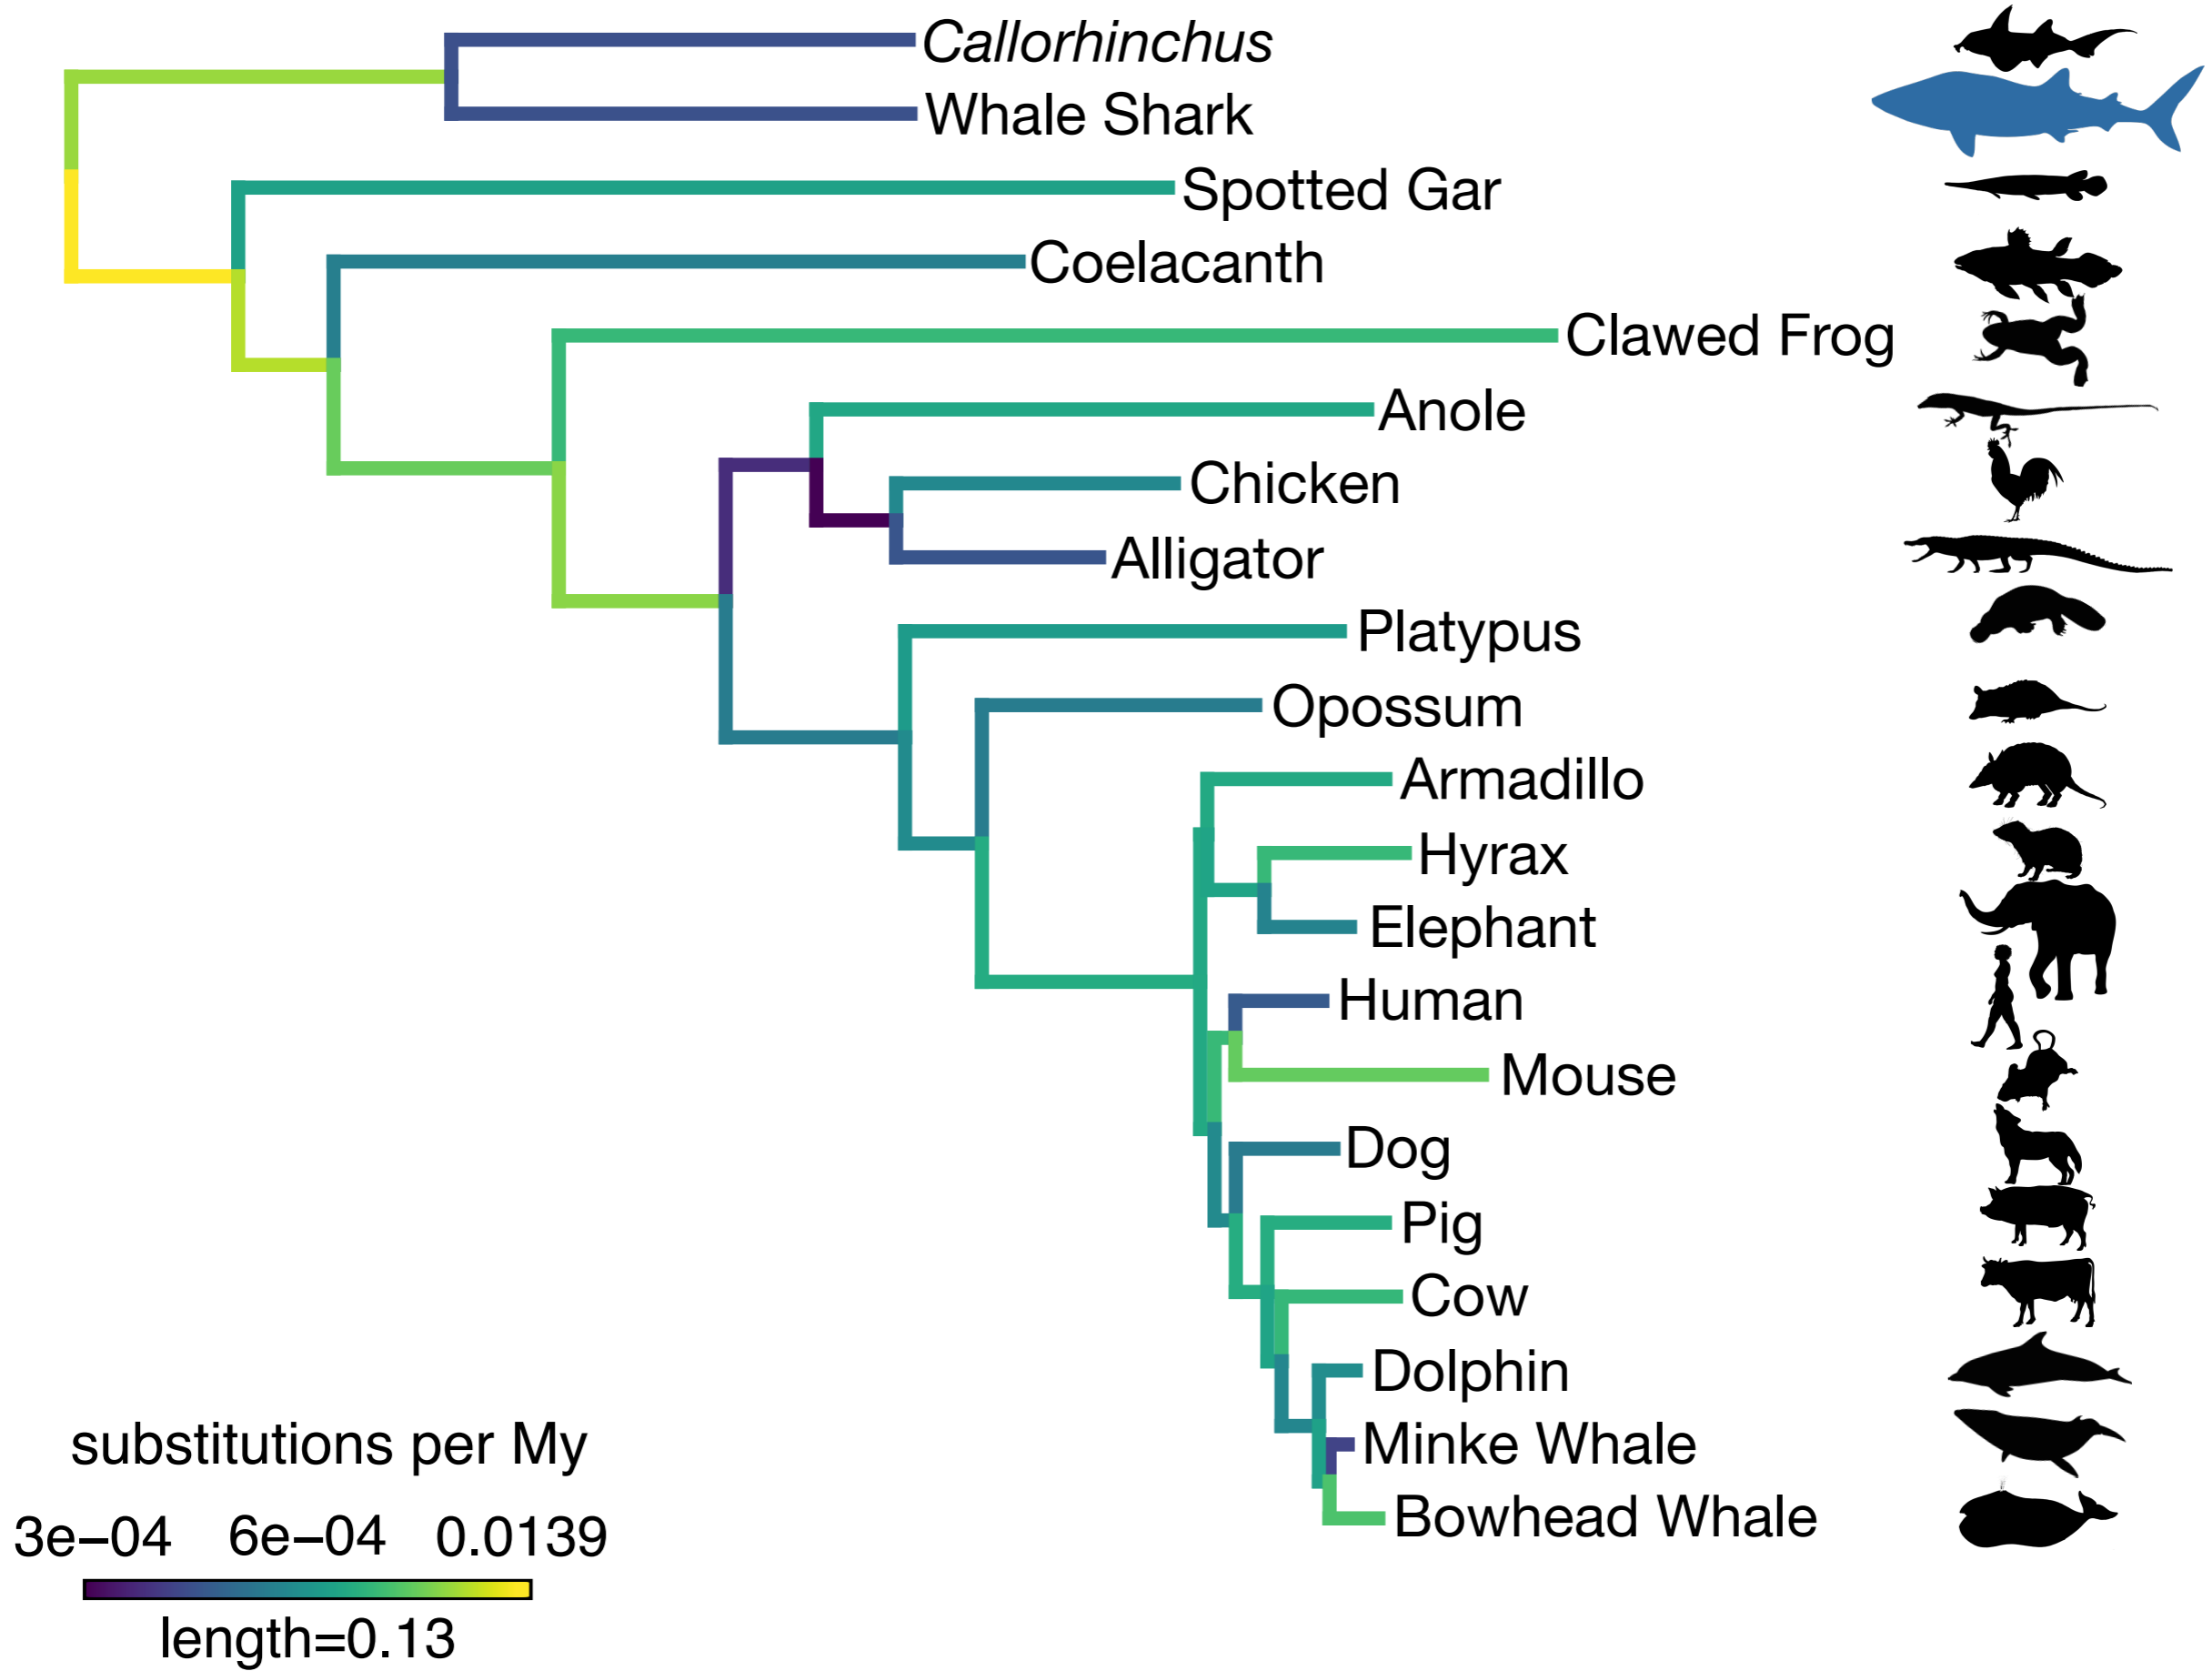 Callorhinchus
Whale Shark
Spotted Gar
Coelacanth
Clawed Frog
Anole
Chicken
Alligator
Platypus
Opossum
Armadillo
Hyrax
Elephant
Human
Mouse
Dog
Pig
Cow
Dolphin
Minke Whale
Bowhead Whale
substitutions per My
3e−04 6e−04 0.0139
length=0.13